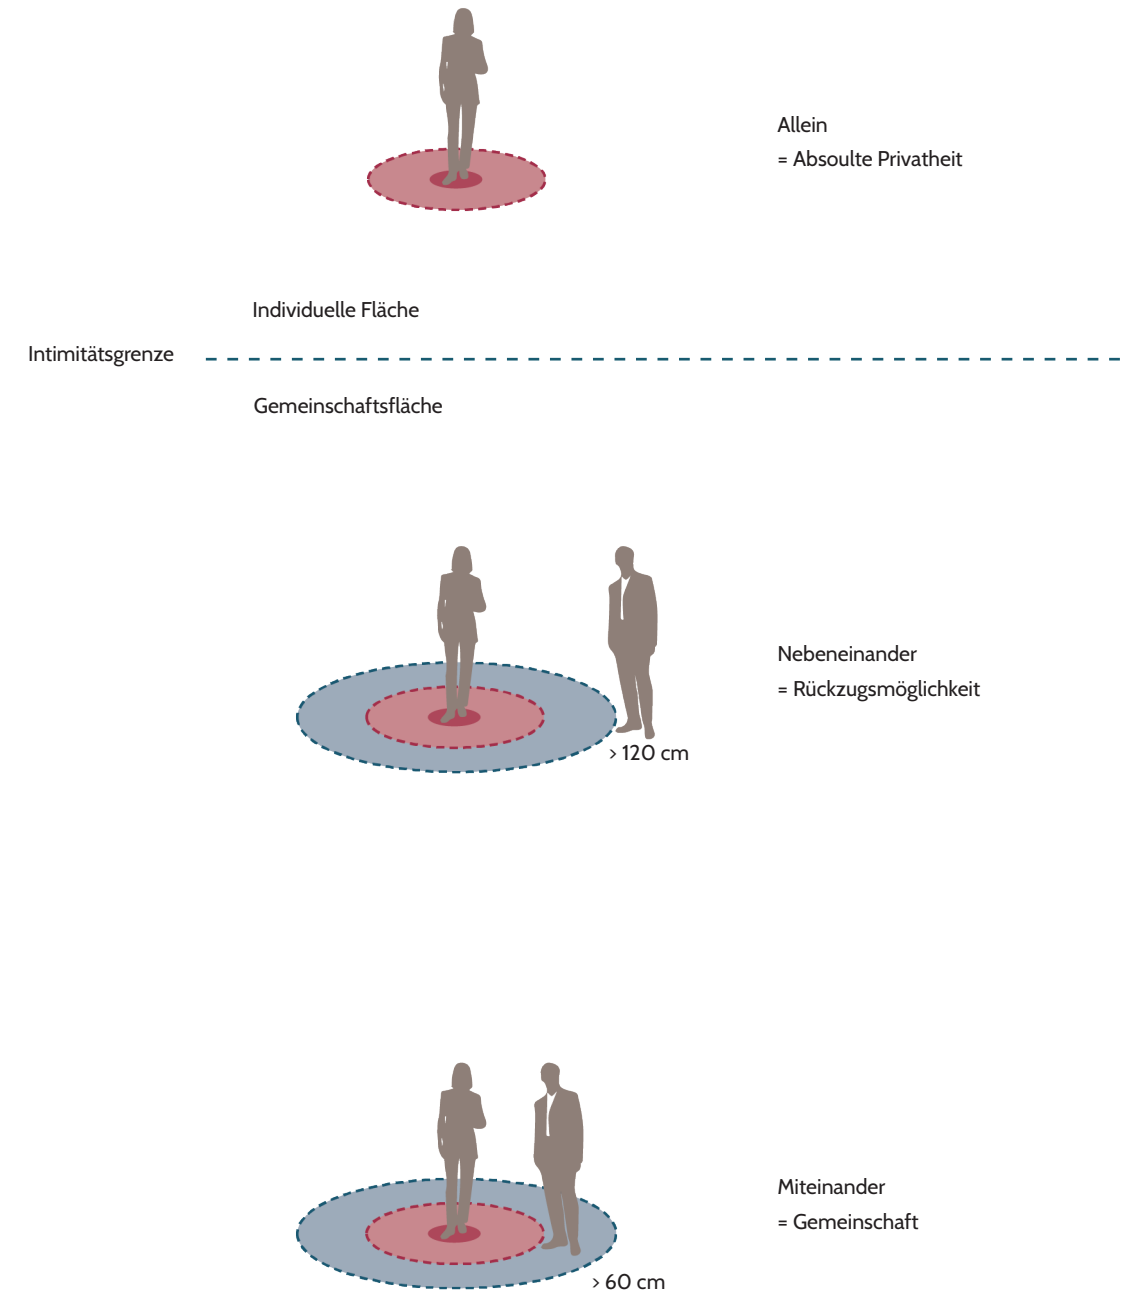 Allein
= Absoulte Privatheit
Individuelle Fläche
Intimitätsgrenze
Gemeinschaftsfläche
Nebeneinander
= Rückzugsmöglichkeit
> 120 cm
Miteinander
= Gemeinschaft
> 60 cm